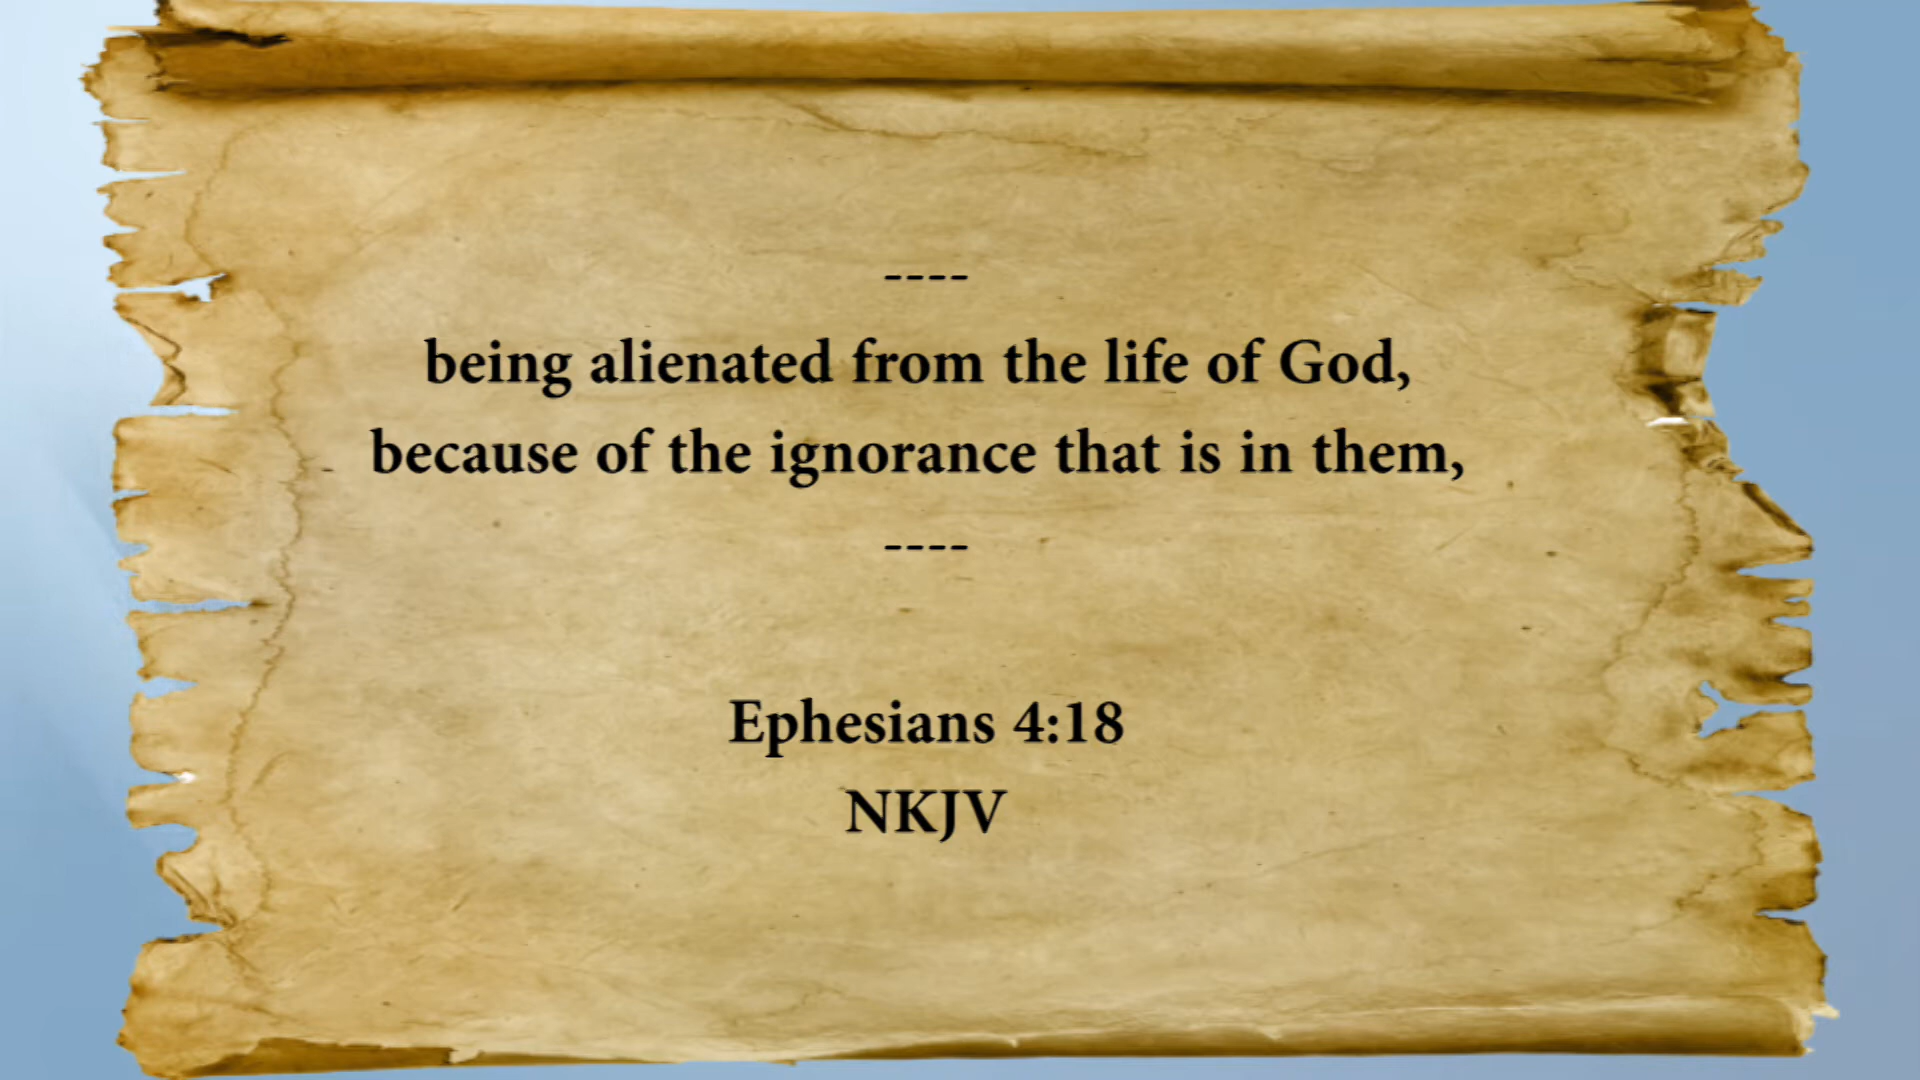 ----
being alienated from the life of God,
because of the ignorance that is in them,
----
Ephesians 4:18
NKJV